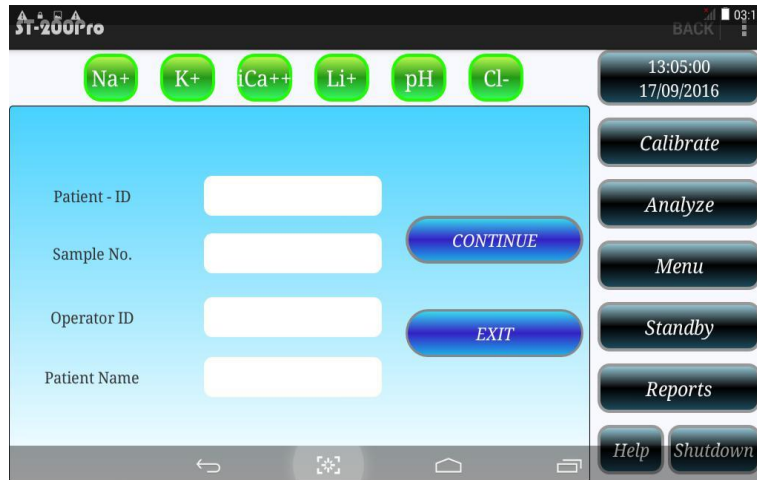 ST-200Pro
BACK
03:1
Na+ K+ iCa++ Li+ pH Cl-
13:05:00
17/09/2016
Calibrate
Patient - ID
Analyze
Sample No.
CONTINUE
Menu
Operator ID
EXIT
Standby
Patient Name
Reports
Help Shutdown